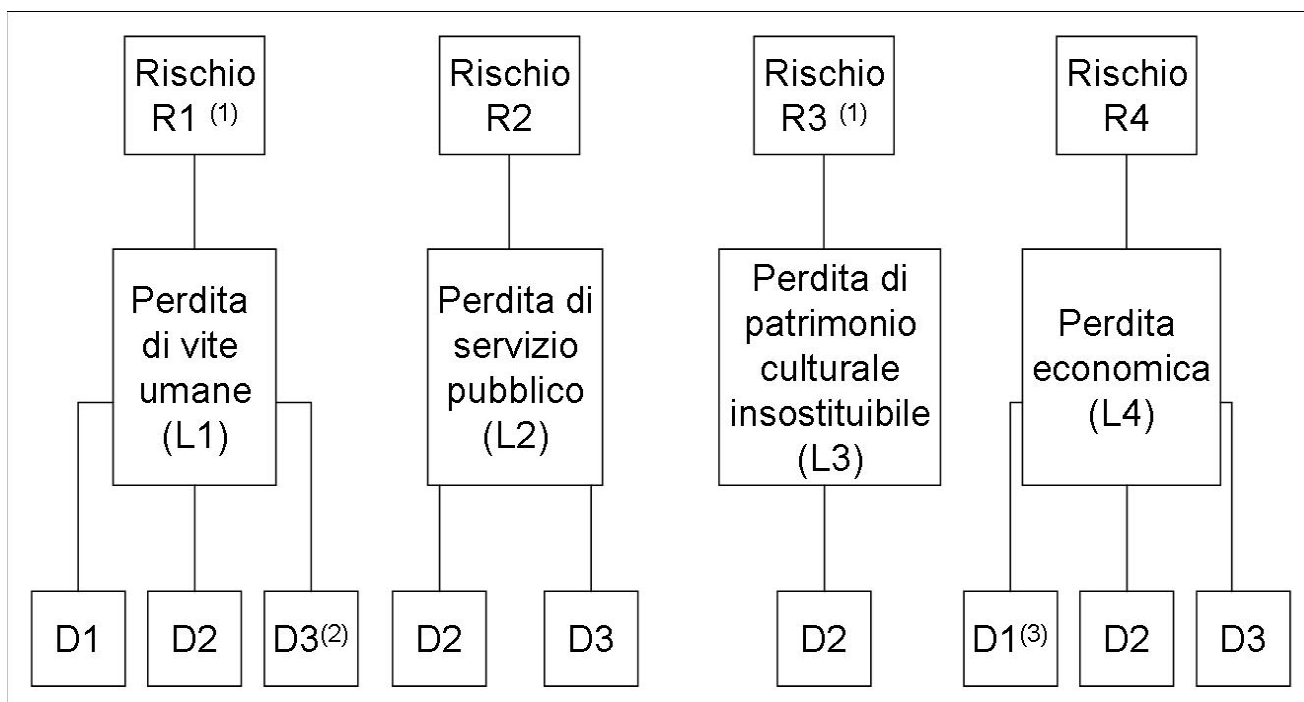 Rischio
R1 (1)
Rischio
R2
Rischio
R3 (1)
Rischio
R4
Perdita
di vite
umane
(L1)
Perdita di
servizio
pubblico
(L2)
Perdita di
patrimonio
culturale
insostituibile
(L3)
Perdita
economica
(L4)
D1
D2
D3(2)
D2
D3
D2
D1(3)
D2
D3